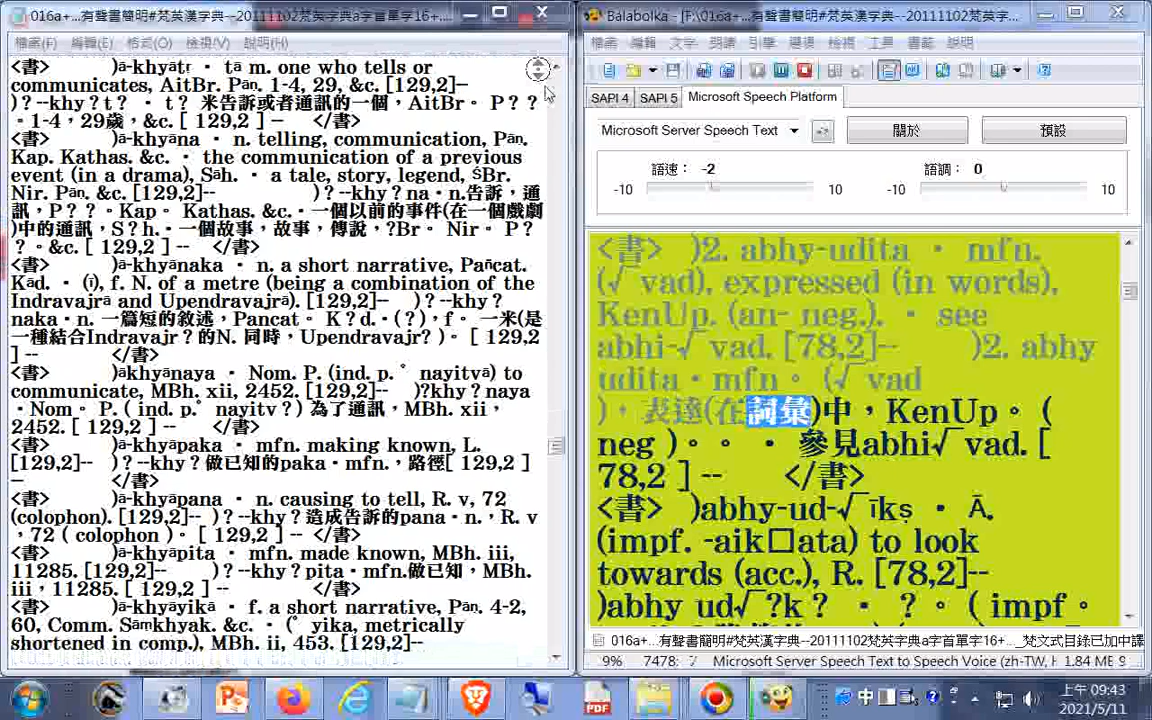 016a+...有聲書簡明#梵英漢字典--20111102梵英字典a字首單字16+...
檔案(F) 編輯(E) 格式(O) 檢視(V) 說明(H)
<書> )ā-khyātṛ ‧ tā m. one who tells or
communicates, AitBr. Pāṇ. 1-4, 29, &c. [129,2]--
)? --khy? t? ‧ t? 米告訴或者通訊的一個，AitBr。 P? ?
。1-4，29歲，&c. [ 129,2 ] -- </書>
<書> )ā-khyāna ‧ n. telling, communication, Pāṇ.
Kap. Kathas. &c. ‧ the communication of a previous
event (in a drama), Sāh. ‧ a tale, story, legend, ŚBr.
Nir. Pāṇ. &c. [129,2]-- )? --khy? na‧n.告訴，通
訊，P? ? 。Kap。 Kathas. &c.‧一個以前的事件(在一個戲劇
)中的通訊，S? h.‧一個故事，故事，傳說，?Br。 Nir。 P?
? 。&c. [ 129,2 ] -- </書>
<書> )ā-khyānaka ‧ n. a short narrative, Pañcat.
Kād. ‧ (ī), f. N. of a metre (being a combination of the
Indravajrā and Upendravajrā). [129,2]-- )? --khy?
naka‧n. 一篇短的敘述，Pancat。 K? d.‧(? )，f。 一米(是
一種結合Indravajr? 的N. 同時，Upendravajr? )。[ 129,2
] -- </書>
<書> )ākhyānaya ‧ Nom. P. (ind. p. ° nayitvā) to
communicate, MBh. xii, 2452. [129,2]-- )?khy? naya
‧Nom。 P. ( ind. p.° nayitv? ) 為了通訊，MBh. xii，
2452. [ 129,2 ] -- </書>
<書> )ā-khyāpaka ‧ mfn. making known, L.
[129,2]-- )? --khy? 做已知的paka‧mfn.，路徑[ 129,2 ]
-- </書>
<書> )ā-khyāpana ‧ n. causing to tell, R. v, 72
(colophon). [129,2]-- )? --khy? 造成告訴的pana‧n.，R. v
，72 ( colophon )。[ 129,2 ] -- </書>
<書> )ā-khyāpita ‧ mfn. made known, MBh. iii,
11285. [129,2]-- )? --khy? pita‧mfn.做已知，MBh.
iii，11285. [ 129,2 ] -- </書>
<書> )ā-khyāyikā ‧ f. a short narrative, Pāṇ. 4-2,
60, Comm. Sāṃkhyak. &c. ‧ (° yika, metrically
shortened in comp.), MBh. ii, 453. [129,2]--
Balabolka - [F:\016a+...有聲書簡明#梵英漢字典--20111102梵英字...
檔案 編輯 文字 朗讀 引擎 選項 檢視 工具 書籤 說明
SAPI 4 SAPI 5 Microsoft Speech Platform
Microsoft Server Speech Text 關於 預設
語速： -2 語調： 0
-10 10 -10 10
<書> )2. abhy-udita ‧ mfn.
(√ vad), expressed (in words),
KenUp. (an- neg.). ‧ see
abhi-√ vad. [78,2]-- )2. abhy
udita‧mfn。 (√ vad
)，表達(在詞彙)中，KenUp。 (
neg )。。 ‧ 參見abhi√ vad. [
78,2 ] -- </書>
<書> )abhy-ud-√ īkṣ ‧ Ā.
(impf. -aik□ata) to look
towards (acc.), R. [78,2]--
)abhy ud√ ?k ? ‧ ? 。( impf。
016a+...有聲書簡明#梵英漢字典--20111102梵英字典a字首單字16+..._梵文式目錄已加中譯
9% 7478: 7 Microsoft Server Speech Text to Speech Voice (zh-TW, H 1.84 MB 9
中
上午 09:43
2021/5/11